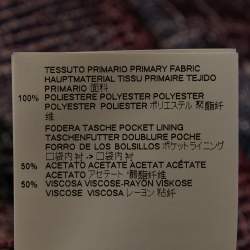 TESSUTO PRIMARIO PRIMARY FABRIC
HAUPTMATERIAL TISSU PRIMAIRE TEJIDO
PRIMARIO 面料
100% POLIESTERE POLYESTER POLYESTER
POLYESTER POLIESTER ポリエステル 聚酯纤
维
FODERA TASCHE POCKET LINING
TASCHENFUTTER DOUBLURE POCHE
FORRO DE LOS BOLSILLOS ポケットライニング
口袋内衬 -> 口袋内衬
50% ACETATO ACETATE ACETAT ACÉTATE
ACETATO アセテート 醋酯纤维
50% VISCOSA VISCOSE-RAYON VISKOSE
VISCOSE VISCOSA レーヨン 粘纤